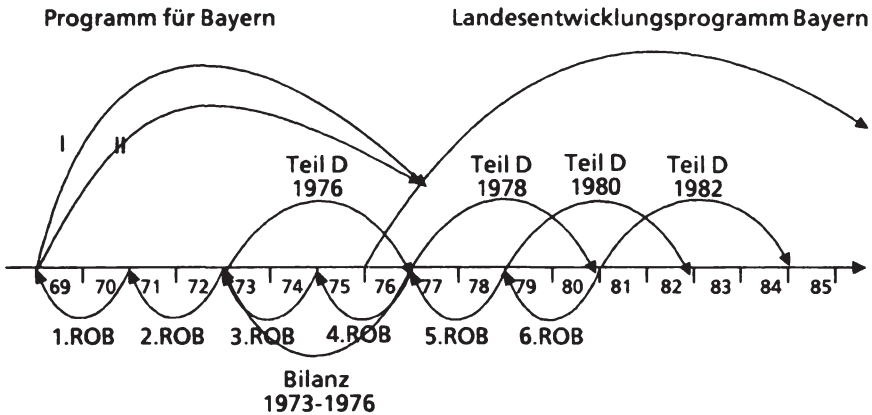 Programm für Bayern
Landesentwicklungsprogramm Bayern
I
II
Teil D
1976
Teil D
1978
Teil D
1980
Teil D
1982
69 70 71 72 73 74 75 76 77 78 79 80 81 82 83 84 85
1.ROB 2.ROB 3.ROB 4.ROB 5.ROB 6.ROB
Bilanz
1973-1976